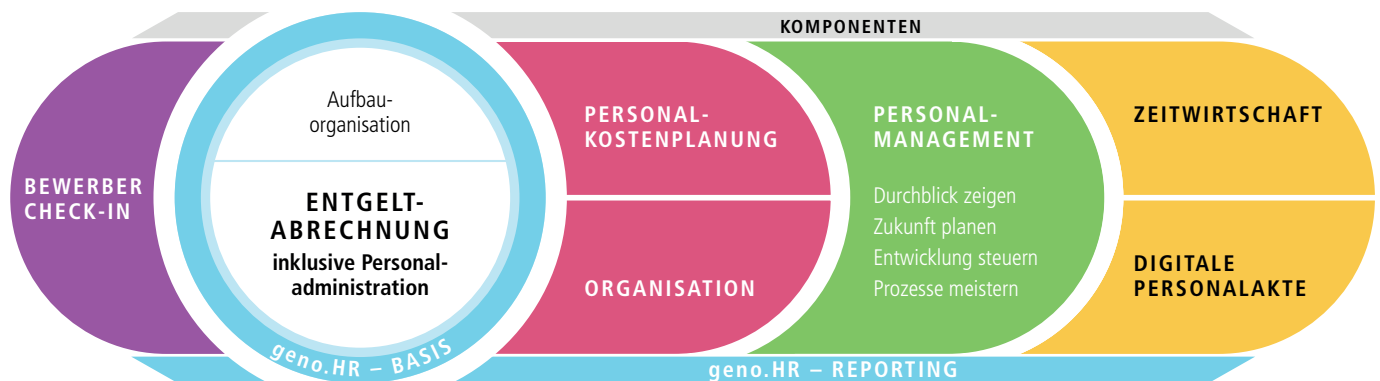 KOMPONENTEN
BEWERBER
CHECK-IN
Aufbau-
organisation
ENTGELT-
ABRECHNUNG
inklusive Personal-
administration
geno.HR – BASIS
PERSONAL-
KOSTENPLANUNG
ORGANISATION
PERSONAL-
MANAGEMENT
Durchblick zeigen
Zukunft planen
Entwicklung steuern
Prozesse meistern
ZEITWIRTSCHAFT
DIGITALE
PERSONALAKTE
geno.HR – REPORTING